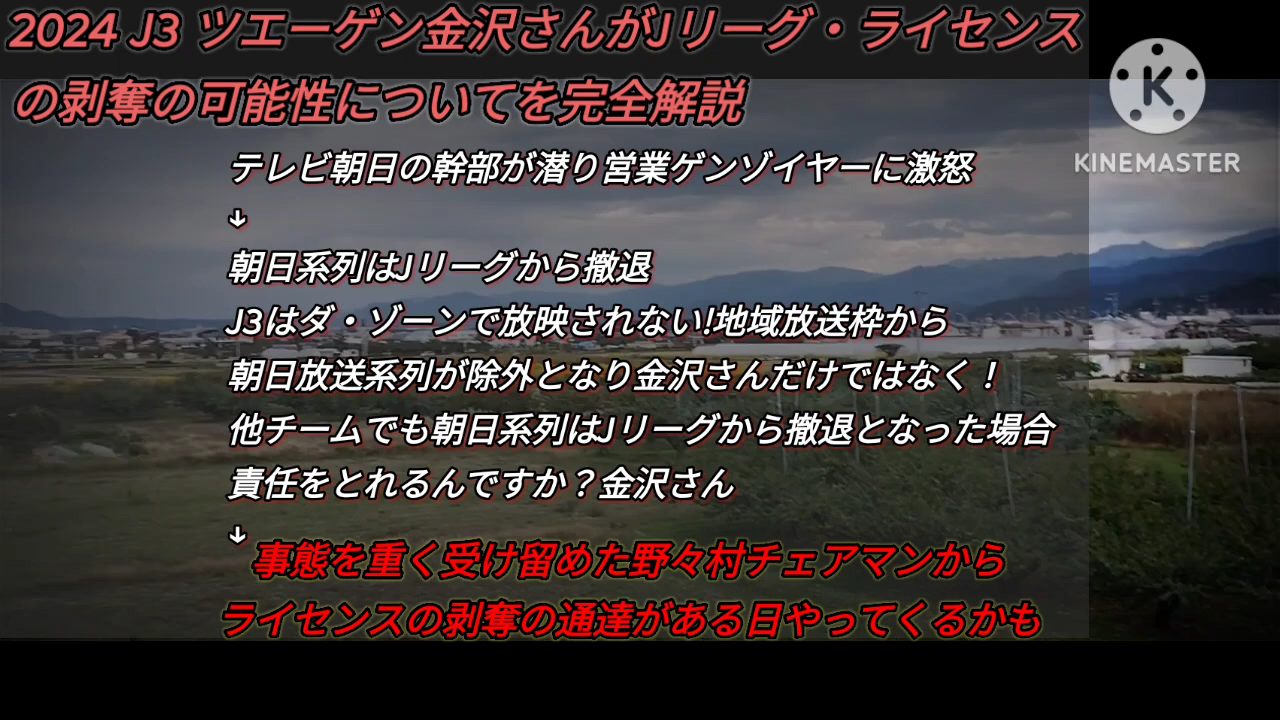 2024 J3 ツエーゲン金沢さんがJリーグ・ライセンス
の剥奪の可能性についてを完全解説
テレビ朝日の幹部が潜り営業ゲンゾイヤーに激怒
↓
朝日系列はJリーグから撤退
J3はダ・ゾーンで放映されない!地域放送枠から
朝日放送系列が除外となり金沢さんだけではなく！
他チームでも朝日系列はJリーグから撤退となった場合
責任をとれるんですか？金沢さん
↓
事態を重く受け留めた野々村チェアマンから
ライセンスの剥奪の通達がある日やってくるかも
K
KINEMASTER